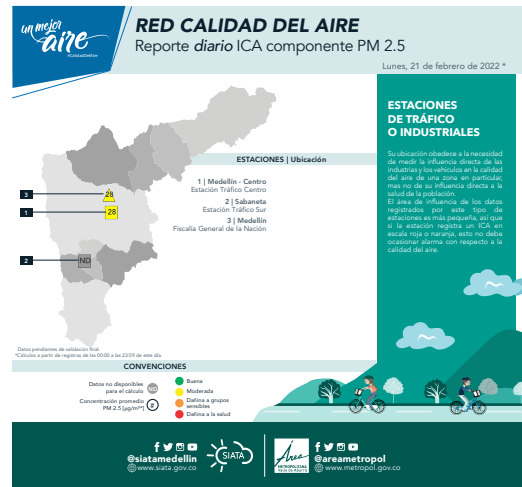 un mejor
aire
#CalidadDelAire
RED CALIDAD DEL AIRE
Reporte diario ICA componente PM 2.5
Lunes, 21 de febrero de 2022 *
ESTACIONES | Ubicación
1 | Medellín - Centro
Estación Tráfico Centro
2 | Sabaneta
Estación Tráfico Sur
3 | Medellín
Fiscalía General de la Nación
3
28
1
28
2
ND
ESTACIONES
DE TRÁFICO
O INDUSTRIALES
Su ubicación obedece a la necesidad
de medir la influencia directa de las
industrias y los vehículos en la calidad
del aire de una zona en particular,
mas no de su influencia directa a la
salud de la población.
El área de influencia de los datos
registrados por este tipo de
estaciones es más pequeña, así que
si la estación registra un ICA en
escala roja o naranja, esto no debe
ocasionar alarma con respecto a la
calidad del aire.
Datos pendientes de validación final.
*Cálculos a partir de registros de las 00:00 a las 23:59 de este día.
CONVENCIONES
Datos no disponibles
para el cálculo
ND
Concentración promedio
PM 2.5 [µg/m³*]
#
Buena
Moderada
Dañina a grupos
sensibles
Dañina a la salud
@siatamedellin
www.siata.gov.co
SIATA
Área
METROPOLITANA
Valle de Aburrá
@areametropol
www.metropol.gov.co